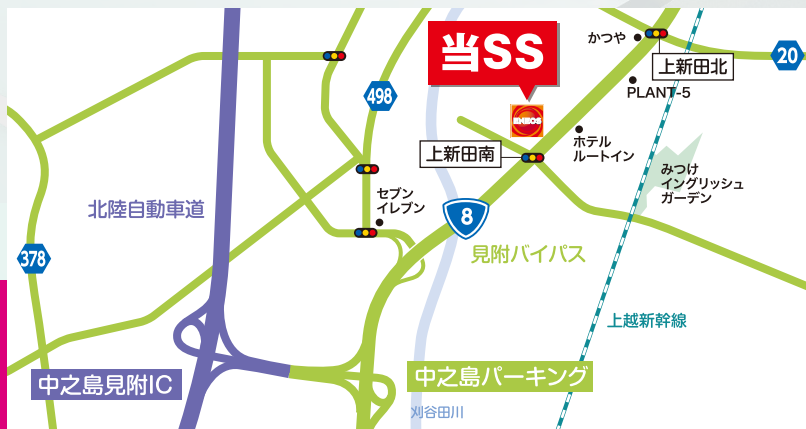 当SS
かつや
上新田北
20
PLANT-5
498
ENEOS
ホテル
ルートイン
上新田南
みつけ
イングリッシュ
ガーデン
セブン
イレブン
北陸自動車道
8
見附バイパス
378
上越新幹線
中之島見附IC
中之島パーキング
刈谷田川